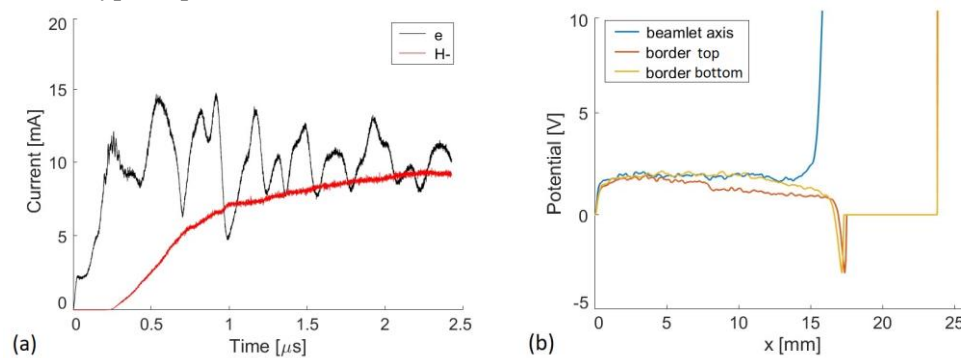 20
15
10
5
0
Current [mA]
e
H-
0
0.5
1
1.5
2
2.5
Time [μs]
(a)
10
5
0
-5
Potential [V]
beamlet axis
border top
border bottom
0
5
10
15
20
25
x [mm]
(b)